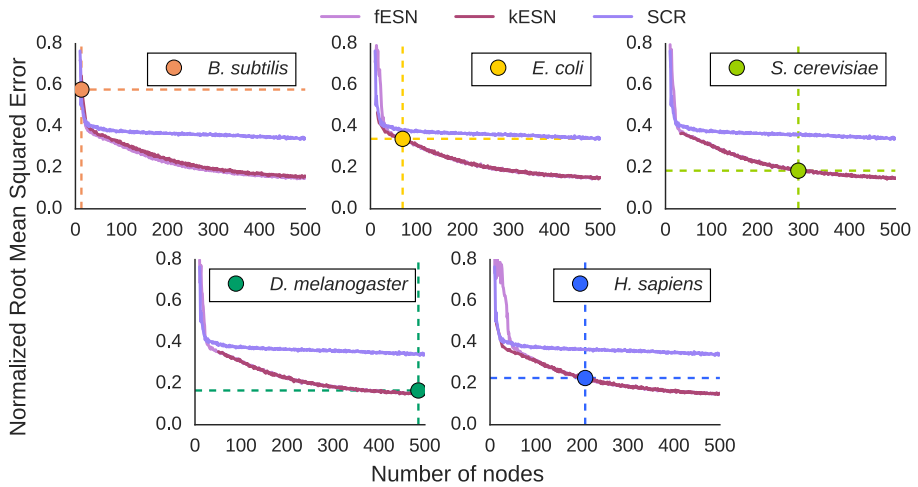 fESN kESN SCR
Normalized Root Mean Squared Error
0.8 0.6 0.4 0.2 0.0
B. subtilis
0 100 200 300 400 500
0.8 0.6 0.4 0.2 0.0
E. coli
0 100 200 300 400 500
0.8 0.6 0.4 0.2 0.0
S. cerevisiae
0 100 200 300 400 500
0.8 0.6 0.4 0.2 0.0
D. melanogaster
0 100 200 300 400 500
0.8 0.6 0.4 0.2 0.0
H. sapiens
0 100 200 300 400 500
Number of nodes